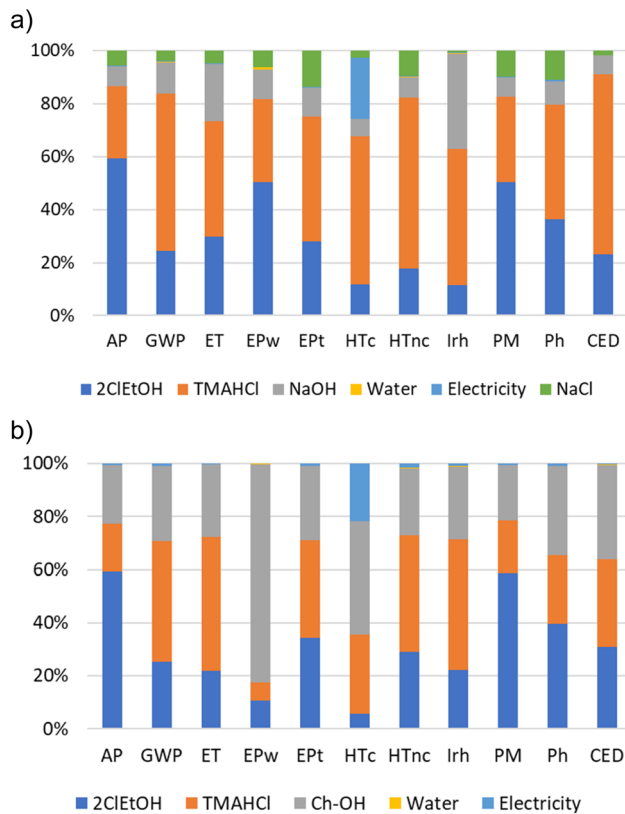 a)
100%
80%
60%
40%
20%
0%
AP GWP ET EPw EPt HTc HTnc Irh PM Ph CED
2ClEtOH TMAHCl NaOH Water Electricity NaCl
b)
100%
80%
60%
40%
20%
0%
AP GWP ET EPw EPt HTc HTnc Irh PM Ph CED
2ClEtOH TMAHCl Ch-OH Water Electricity